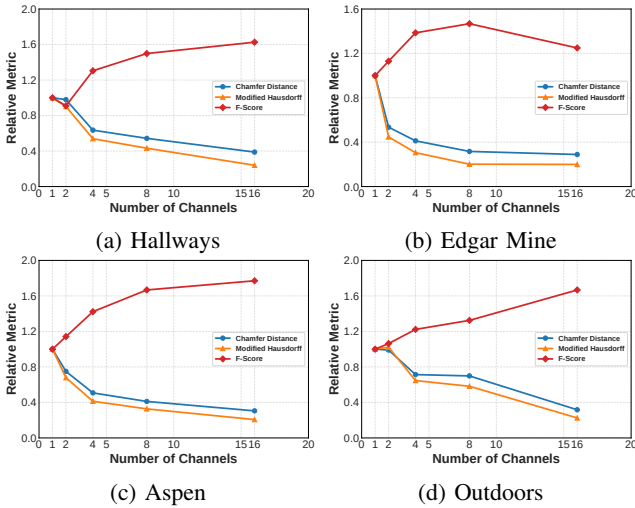 2.0
1.6
1.2
0.8
0.4
0.0
Relative Metric
Chamfer Distance
Modified Hausdorff
F-Score
0 1 2 4 5 8 10 15 16 20
Number of Channels
(a) Hallways
1.6
1.2
0.8
0.4
0.0
Relative Metric
Chamfer Distance
Modified Hausdorff
F-Score
0 1 2 4 5 8 10 15 16 20
Number of Channels
(b) Edgar Mine
2.0
1.6
1.2
0.8
0.4
0.0
Relative Metric
Chamfer Distance
Modified Hausdorff
F-Score
0 1 2 4 5 8 10 15 16 20
Number of Channels
(c) Aspen
2.0
1.6
1.2
0.8
0.4
0.0
Relative Metric
Chamfer Distance
Modified Hausdorff
F-Score
0 1 2 4 5 8 10 15 16 20
Number of Channels
(d) Outdoors